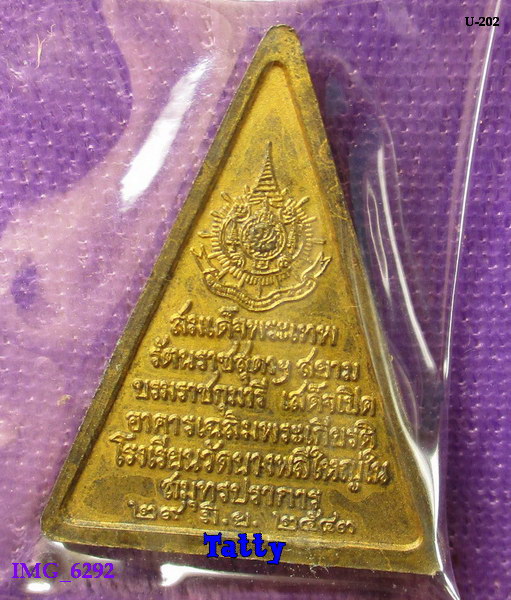 U-202
สมเด็จพระเทพ
รัตนราชสุดาฯ สยาม
บรมราชกุมารี เสด็จเปิด
อาคารเฉลิมพระเกียรติ
โรงเรียนวัดบางพลีใหญ่ใน
สมุทรปราการ
๒๙ มิ.ย. ๒๕๔๓
Tatty
IMG_6292